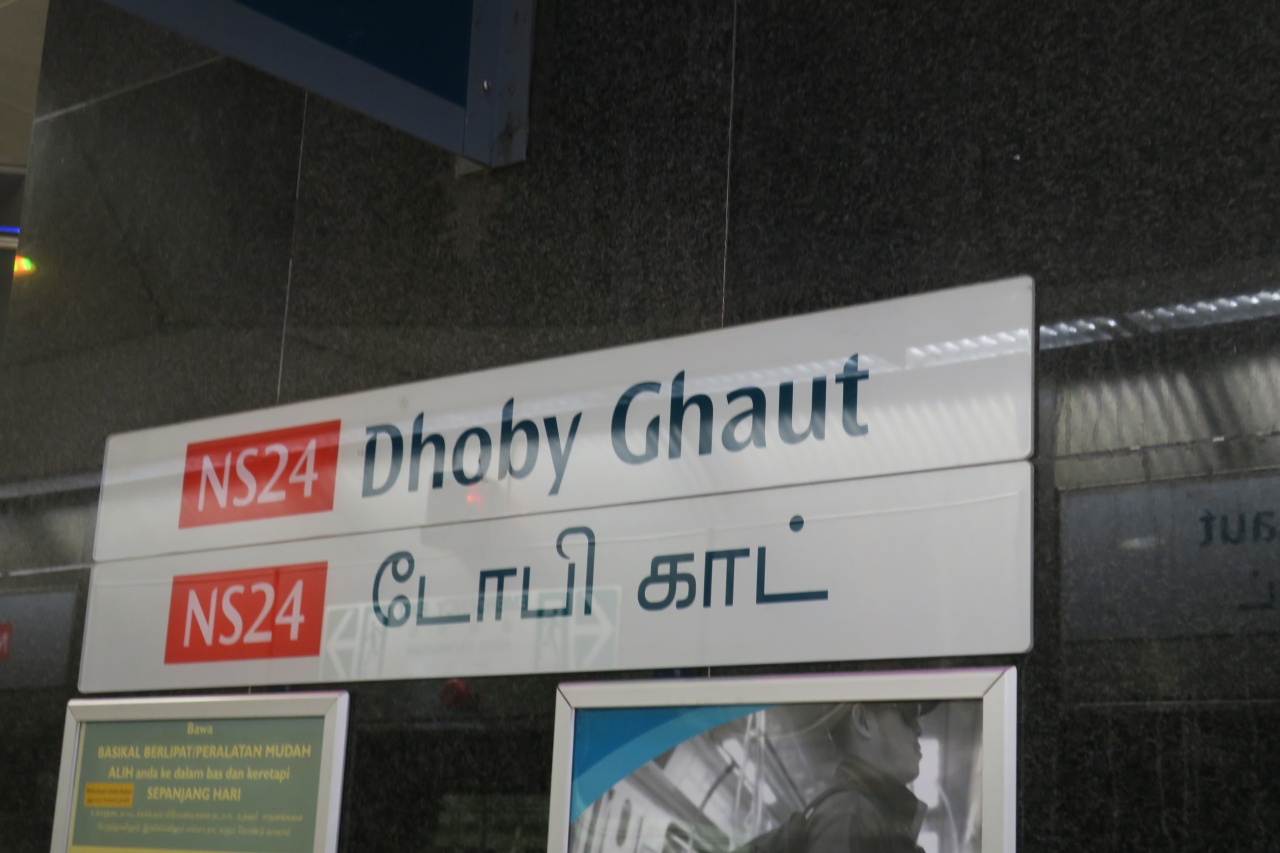 NS24 Dhoby Ghaut
NS24 டோபி காட்
Bawa
BASIKAL BERLIPAT/PERALATAN MUDAH
ALIH anda ke dalam bas dan keretapi
SEPANJANG HARI